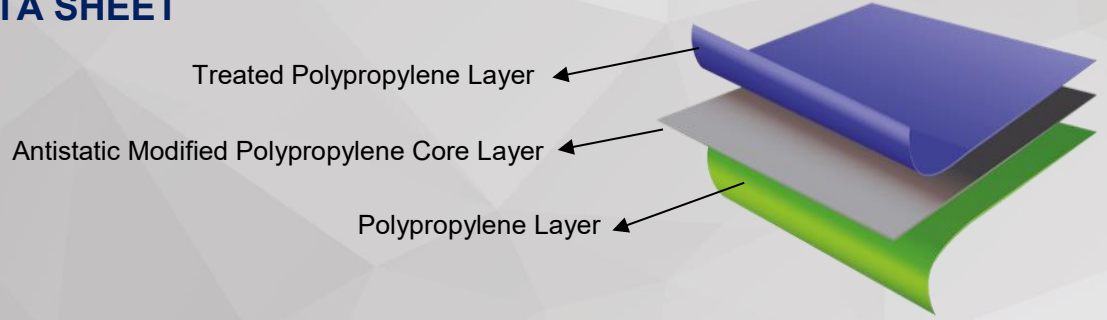 TA SHEET
Treated Polypropylene Layer
Antistatic Modified Polypropylene Core Layer
Polypropylene Layer